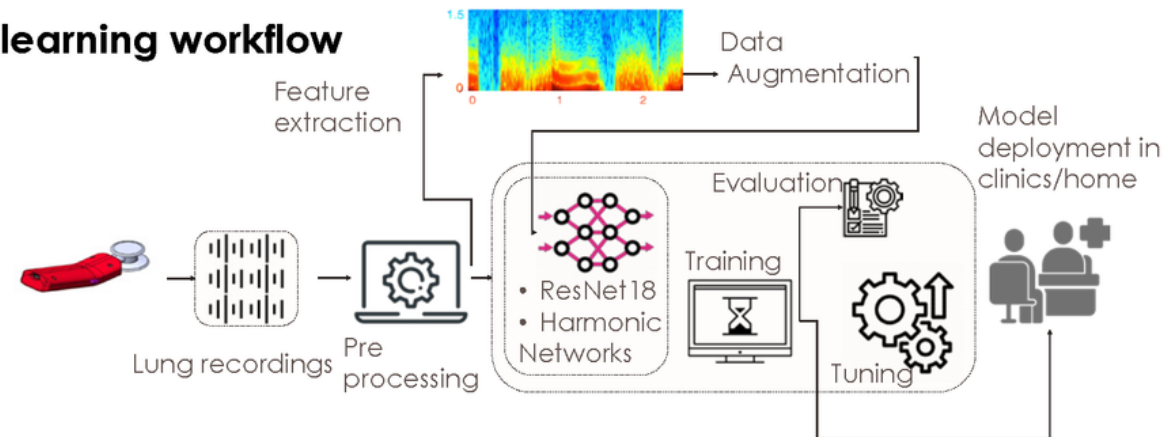 learning workflow
1.5
0
0 1 2
Feature
extraction
Data
Augmentation
Model
deployment in
clinics/home
Evaluation
Training
• ResNet18
• Harmonic
Networks
Tuning
Lung recordings
Pre
processing